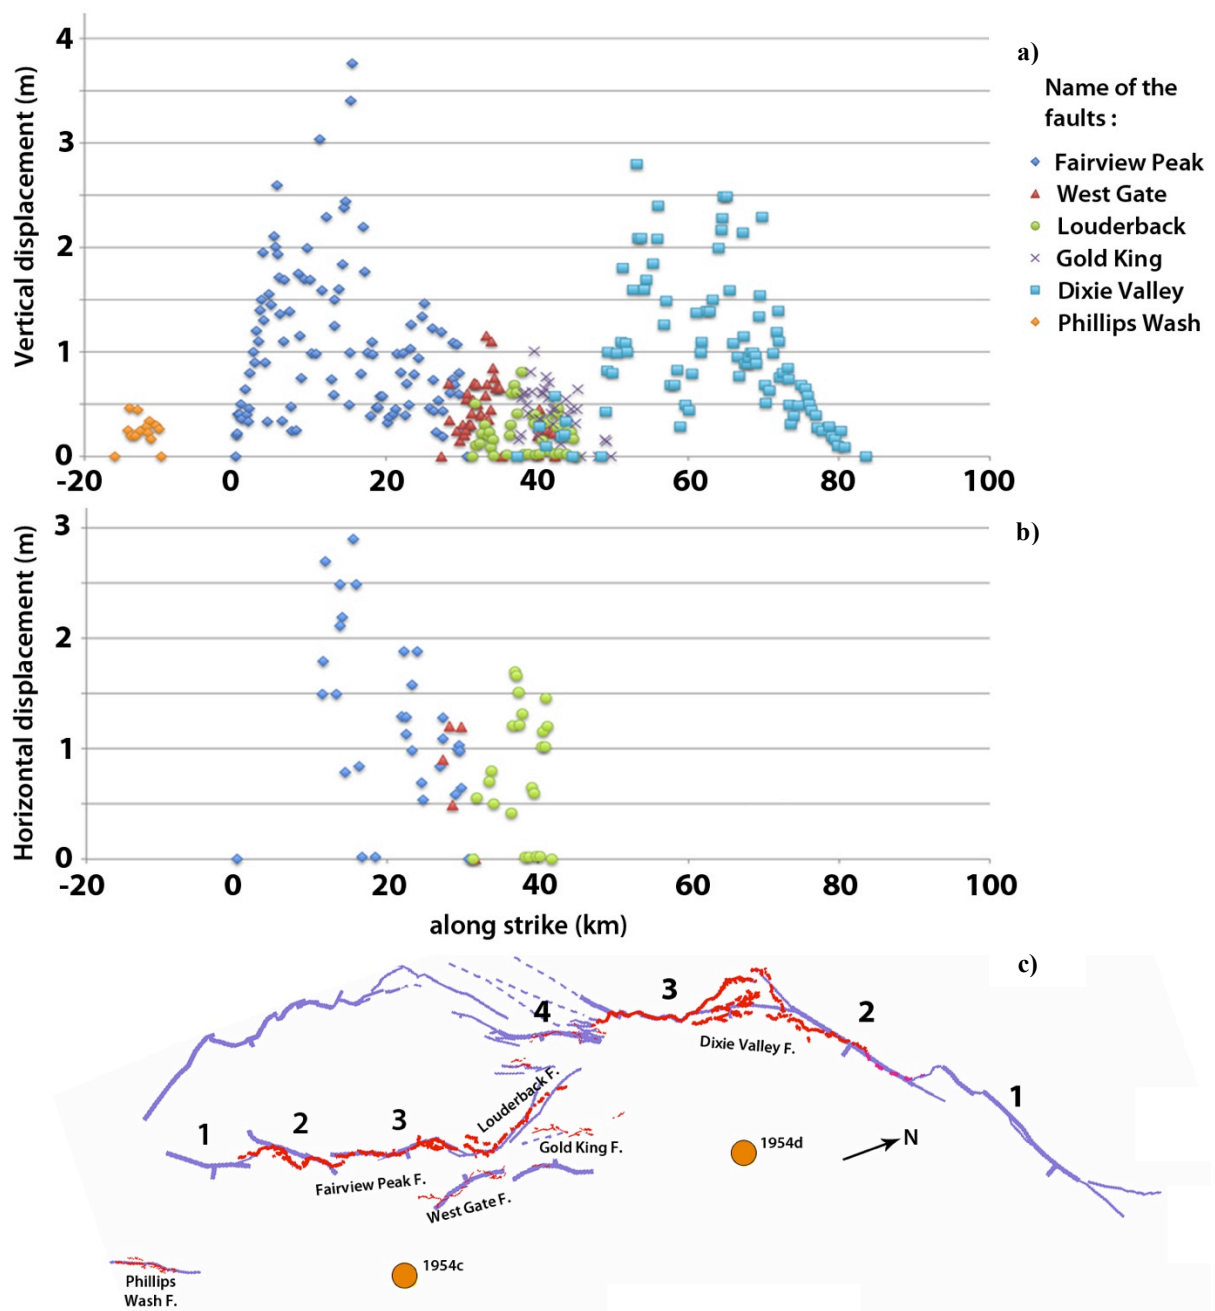 a)
Vertical displacement (m)
4
3
2
1
0
-20
0
20
40
60
80
100
Name of the
faults :
Fairview Peak
West Gate
Louderback
Gold King
Dixie Valley
Phillips Wash
b)
Horizontal displacement (m)
3
2
1
0
-20
0
20
40
60
80
100
along strike (km)
c)
4
3
2
1
Dixie Valley F.
1
2
3
Louderback F.
Gold King F.
Fairview Peak F.
West Gate F.
1954d
N
1954c
Phillips
Wash F.